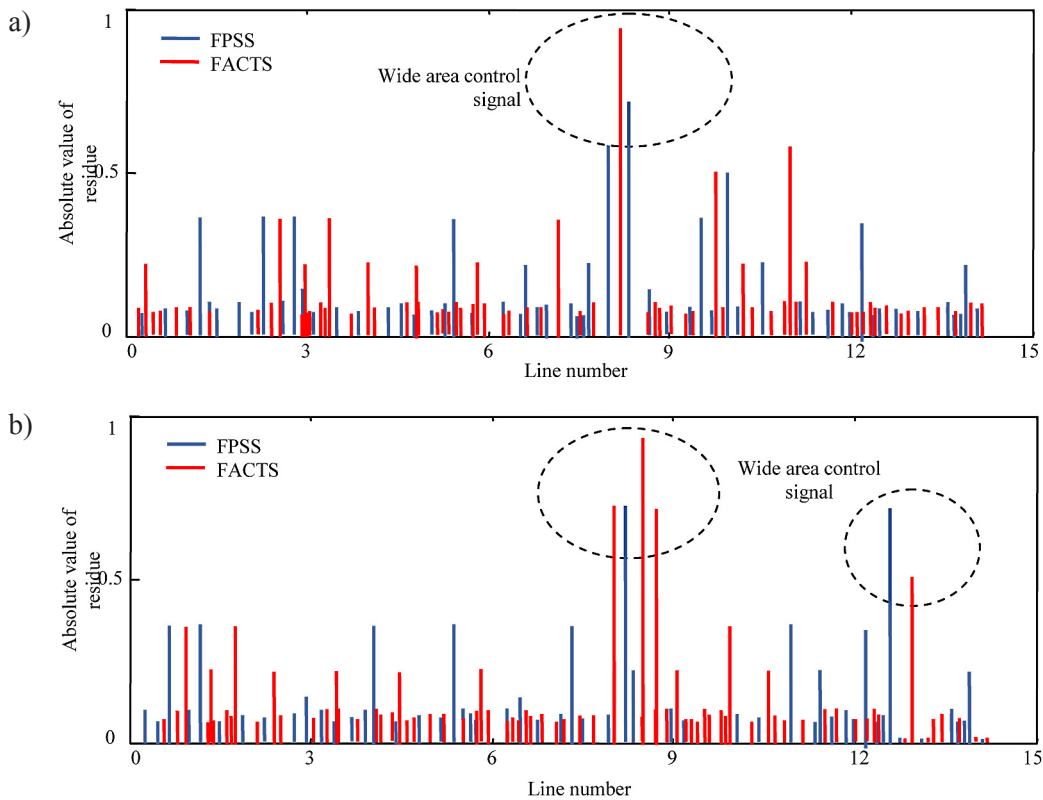 a)
1
FPSS
FACTS
Wide area control
signal
Absolute value of
residue
0.5
0
0
3
6
9
12
15
Line number
b)
1
FPSS
FACTS
Wide area control
signal
Absolute value of
residue
0.5
0
0
3
6
9
12
15
Line number